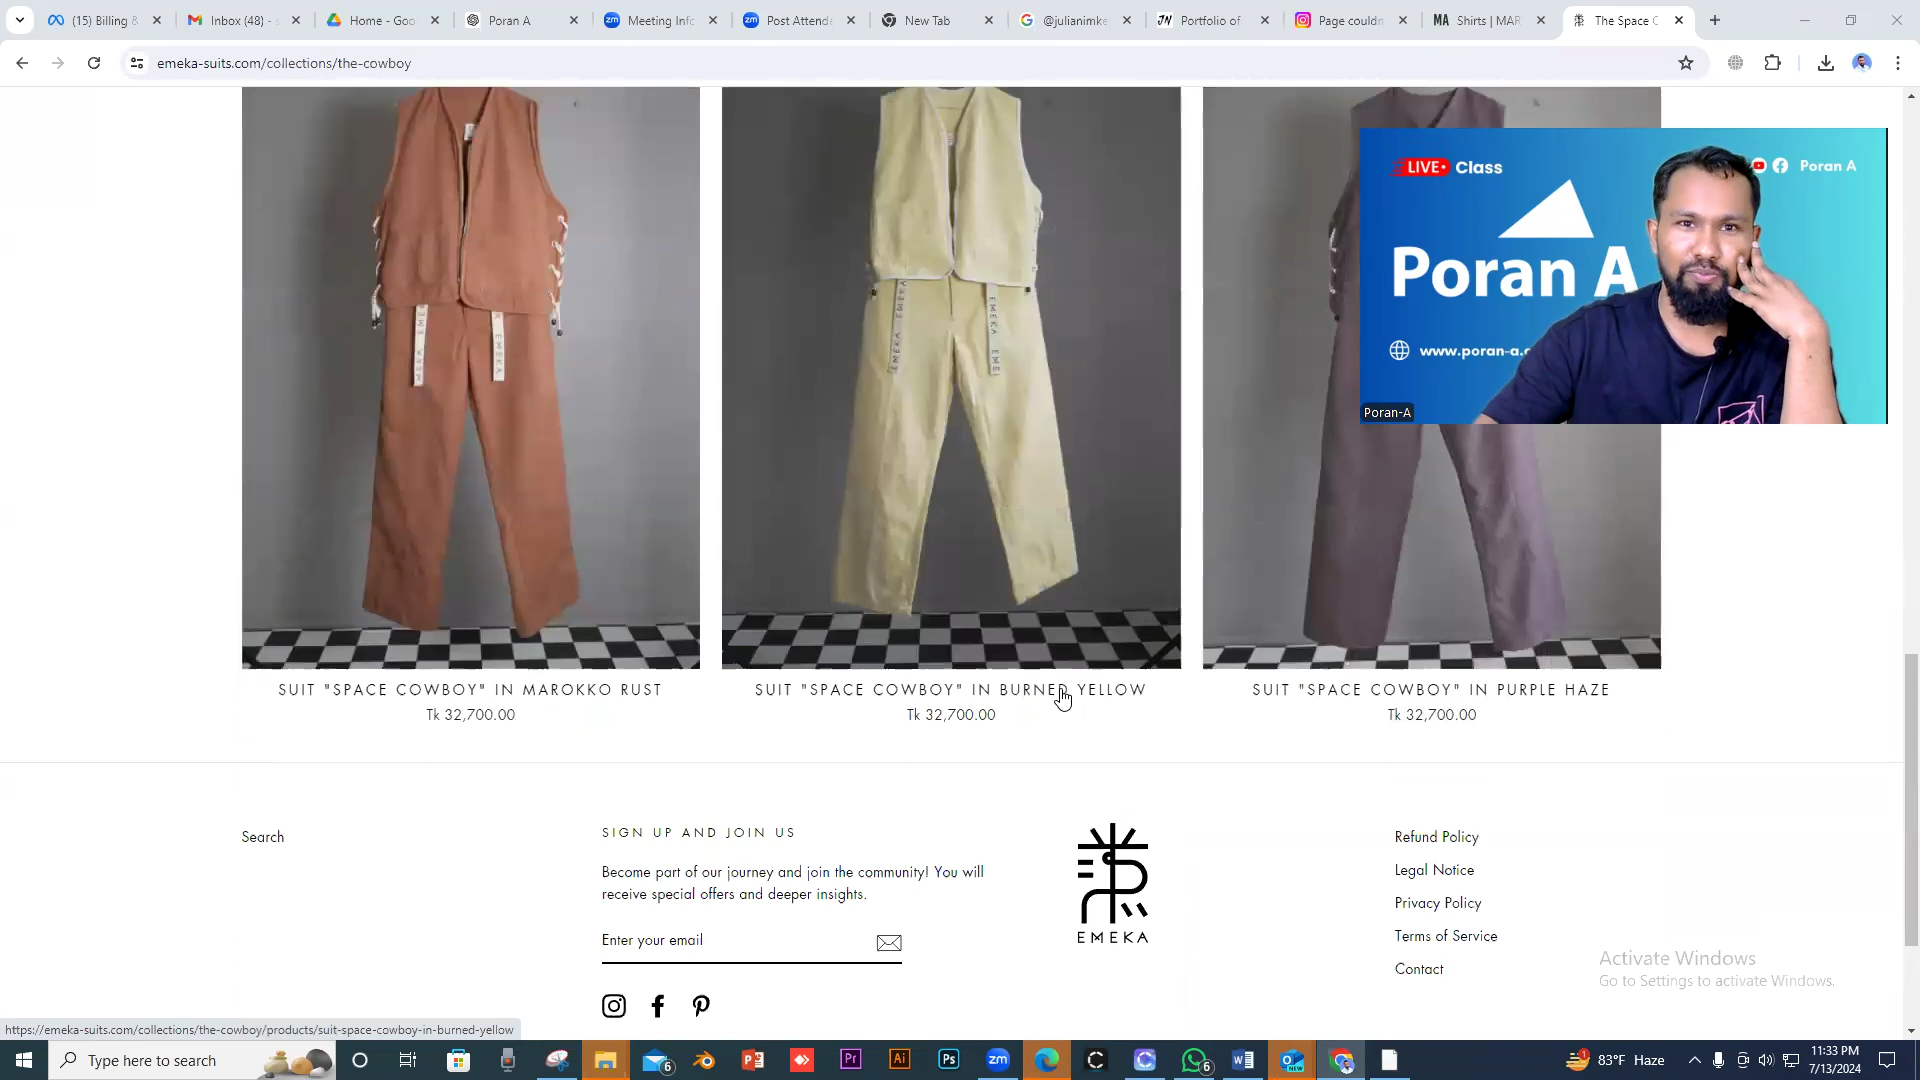 (15) Billing &
Inbox (48) -
Home - Goo
Poran A
Meeting Info
Post Attend
New Tab
@julianimke
Portfolio of
Page couldn
MA Shirts | MAR
The Space C
emeka-suits.com/collections/the-cowboy
LIVE Class
Poran A
Poran A
www.poran-a.
Poran-A
EMEKA EMEKA
SUIT "SPACE COWBOY" IN MAROKKO RUST
Tk 32,700.00
SUIT "SPACE COWBOY" IN BURNED YELLOW
Tk 32,700.00
SUIT "SPACE COWBOY" IN PURPLE HAZE
Tk 32,700.00
Search
SIGN UP AND JOIN US
Become part of our journey and join the community! You will
receive special offers and deeper insights.
Enter your email
EMEKA
Refund Policy
Legal Notice
Privacy Policy
Terms of Service
Contact
Activate Windows
Go to Settings to activate Windows.
https://emeka-suits.com/collections/the-cowboy/products/suit-space-cowboy-in-burned-yellow
Type here to search
83°F Haze
11:33 PM
7/13/2024